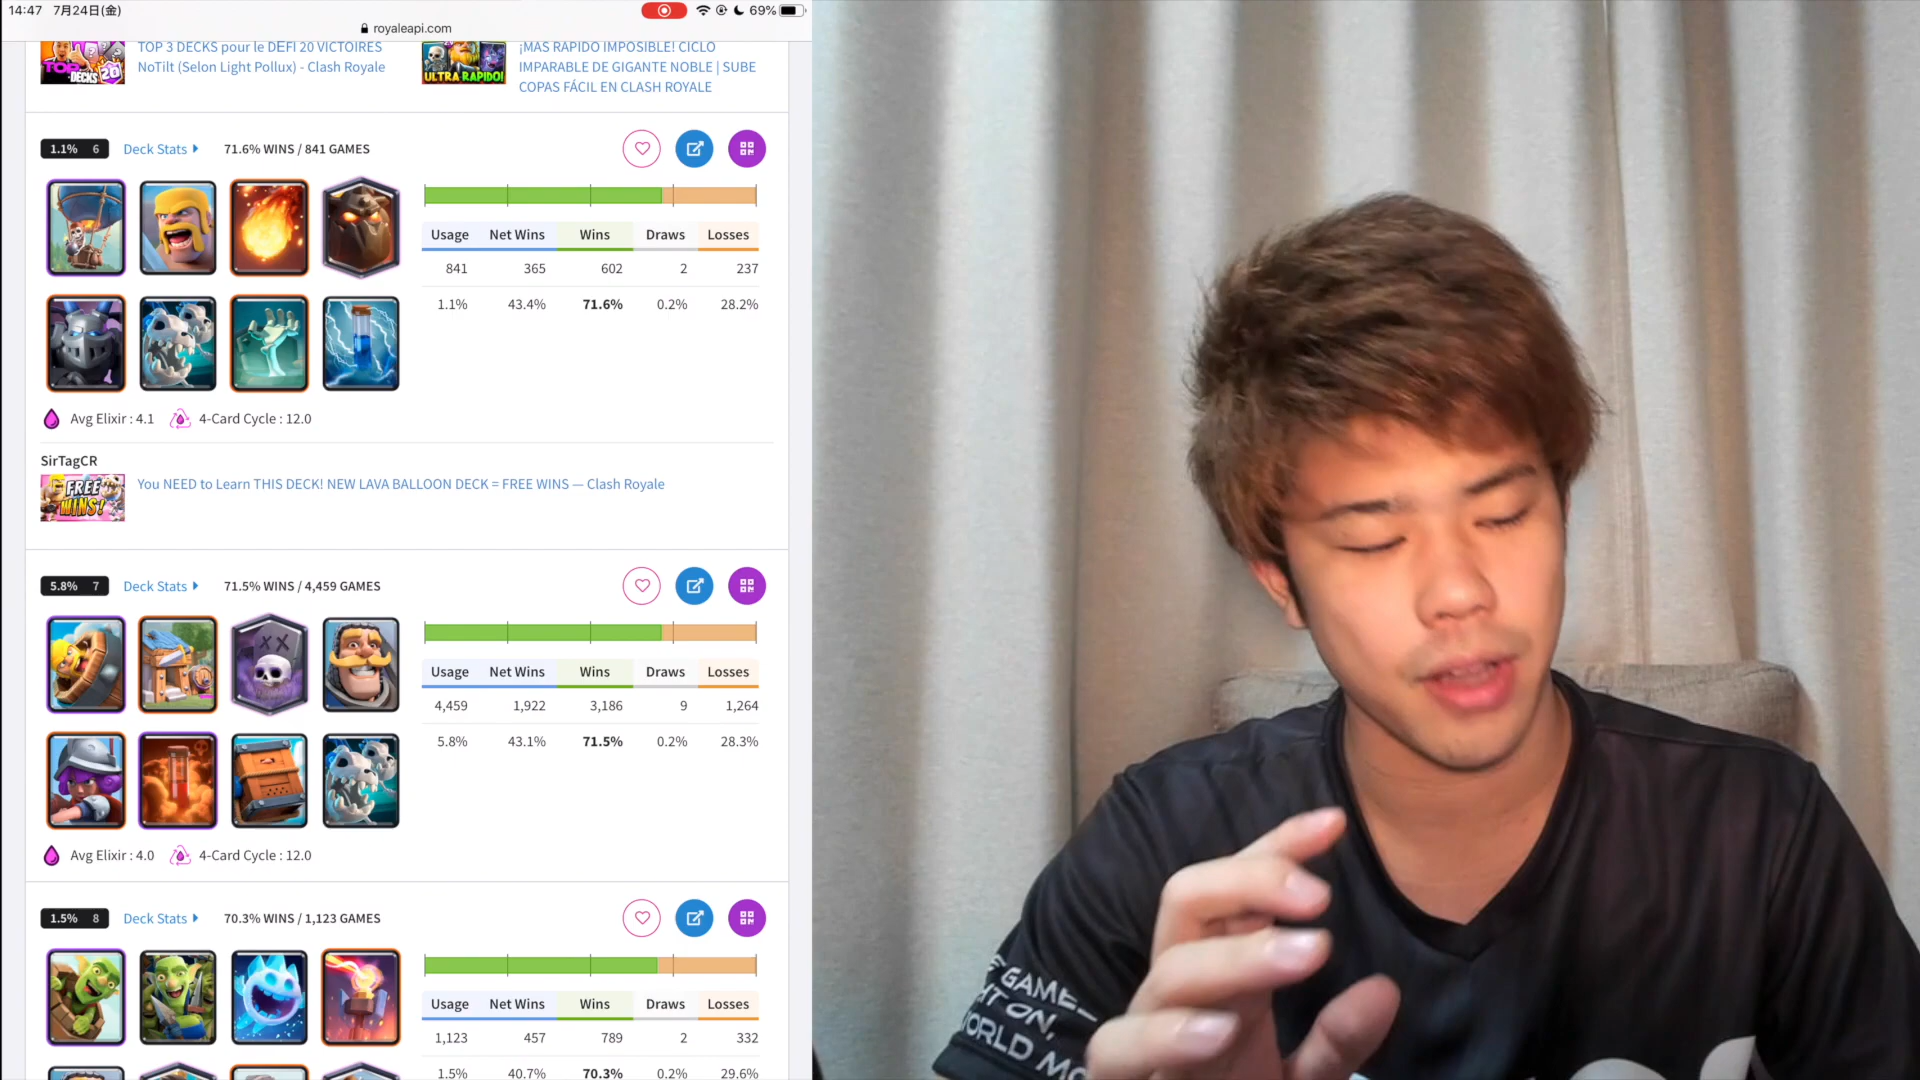 14:47 7月24日(金)
69%
royaleapi.com
TOP 3 DECKS pour le DEFI 20 VICTOIRES
NoTilt (Selon Light Pollux) - Clash Royale
TOP
DECKS 20
¡MAS RAPIDO IMPOSIBLE! CICLO
IMPARABLE DE GIGANTE NOBLE | SUBE
COPAS FÁCIL EN CLASH ROYALE
ULTRA RAPIDO!
1.1% 6 Deck Stats 71.6% WINS / 841 GAMES
Usage Net Wins Wins Draws Losses
841 365 602 2 237
1.1% 43.4% 71.6% 0.2% 28.2%
Avg Elixir : 4.1 4-Card Cycle : 12.0
SirTagCR
FREE
WINS!
You NEED to Learn THIS DECK! NEW LAVA BALLOON DECK = FREE WINS — Clash Royale
5.8% 7 Deck Stats 71.5% WINS / 4,459 GAMES
Usage Net Wins Wins Draws Losses
4,459 1,922 3,186 9 1,264
5.8% 43.1% 71.5% 0.2% 28.3%
Avg Elixir : 4.0 4-Card Cycle : 12.0
1.5% 8 Deck Stats 70.3% WINS / 1,123 GAMES
Usage Net Wins Wins Draws Losses
1,123 457 789 2 332
1.5% 40.7% 70.3% 0.2% 29.6%
GAME
ON,